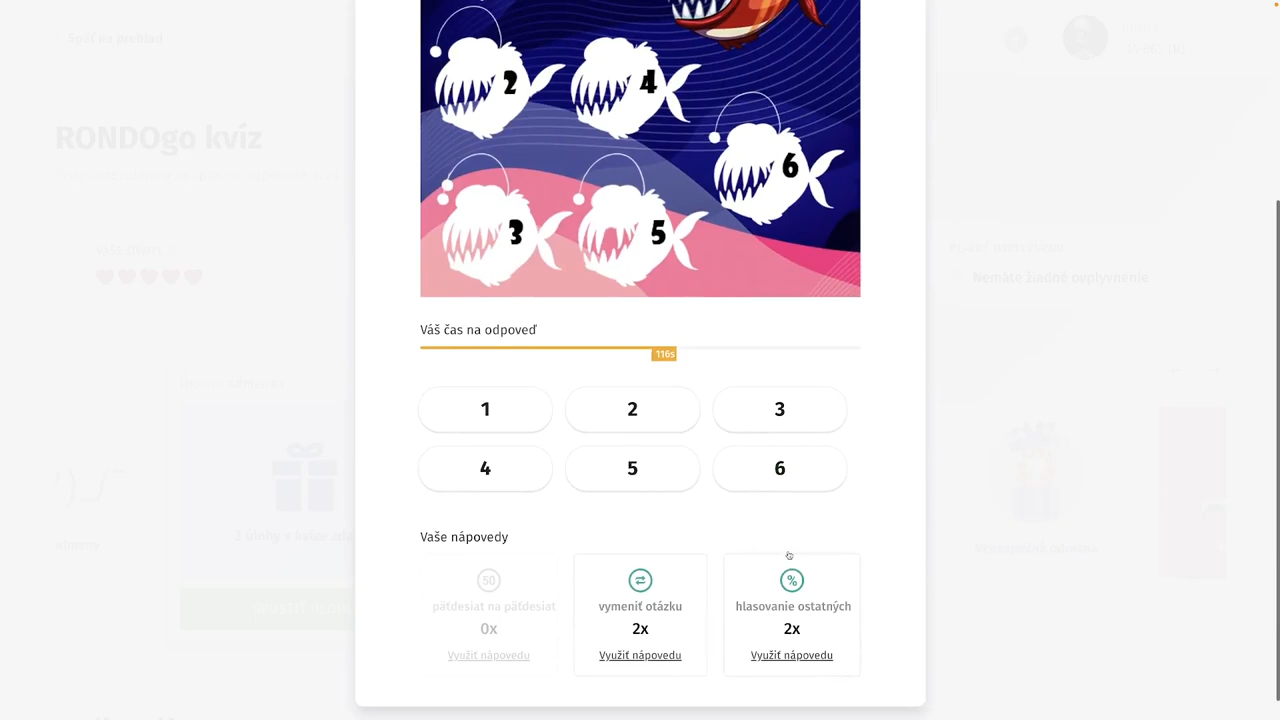 Späť na prehľad
RONDOgo kvíz
2
4
6
3
5
Nemáte žiadne ovplyvnenie
Váš čas na odpoveď
116s
1
2
3
4
5
6
Vaše nápovedy
50
päťdesiat na päťdesiat
0x
Využiť nápovedu
vymeniť otázku
2x
Využiť nápovedu
%
hlasovanie ostatných
2x
Využiť nápovedu